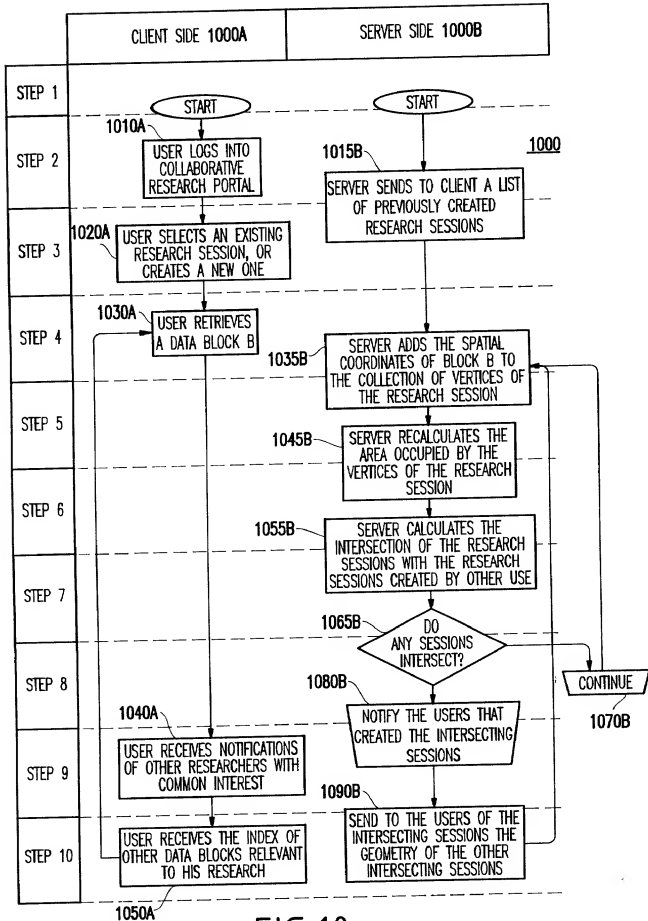 CLIENT SIDE 1000A
SERVER SIDE 1000B
STEP 1
START
START
1010A
1000
STEP 2
USER LOGS INTO
COLLABORATIVE
RESEARCH PORTAL
1015B
SERVER SENDS TO CLIENT A LIST
OF PREVIOUSLY CREATED
RESEARCH SESSIONS
STEP 3
1020A
USER SELECTS AN EXISTING
RESEARCH SESSION, OR
CREATES A NEW ONE
STEP 4
1030A
USER RETRIEVES
A DATA BLOCK B
1035B
SERVER ADDS THE SPATIAL
COORDINATES OF BLOCK B TO
THE COLLECTION OF VERTICES OF
THE RESEARCH SESSION
STEP 5
1045B
SERVER RECALCULATES THE
AREA OCCUPIED BY THE
VERTICES OF THE RESEARCH
SESSION
STEP 6
1055B
SERVER CALCULATES THE
INTERSECTION OF THE RESEARCH
SESSIONS WITH THE RESEARCH
SESSIONS CREATED BY OTHER USE
STEP 7
1065B
DO
ANY SESSIONS
INTERSECT?
STEP 8
CONTINUE
1070B
1080B
NOTIFY THE USERS THAT
CREATED THE INTERSECTING
SESSIONS
STEP 9
1040A
USER RECEIVES NOTIFICATIONS
OF OTHER RESEARCHERS WITH
COMMON INTEREST
1090B
SEND TO THE USERS OF THE
INTERSECTING SESSIONS THE
GEOMETRY OF THE OTHER
INTERSECTING SESSIONS
STEP 10
USER RECEIVES THE INDEX OF
OTHER DATA BLOCKS RELEVANT
TO HIS RESEARCH
1050A